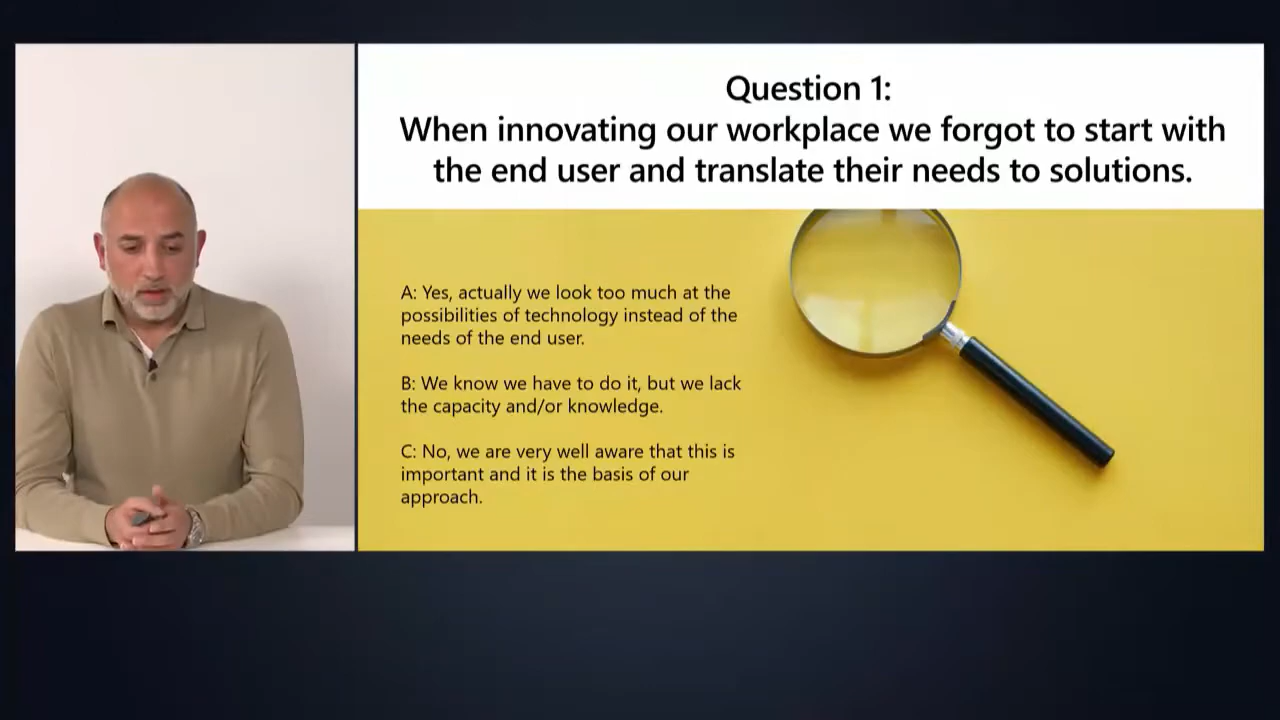 Question 1:
When innovating our workplace we forgot to start with
the end user and translate their needs to solutions.
A: Yes, actually we look too much at the
possibilities of technology instead of the
needs of the end user.
B: We know we have to do it, but we lack
the capacity and/or knowledge.
C: No, we are very well aware that this is
important and it is the basis of our
approach.